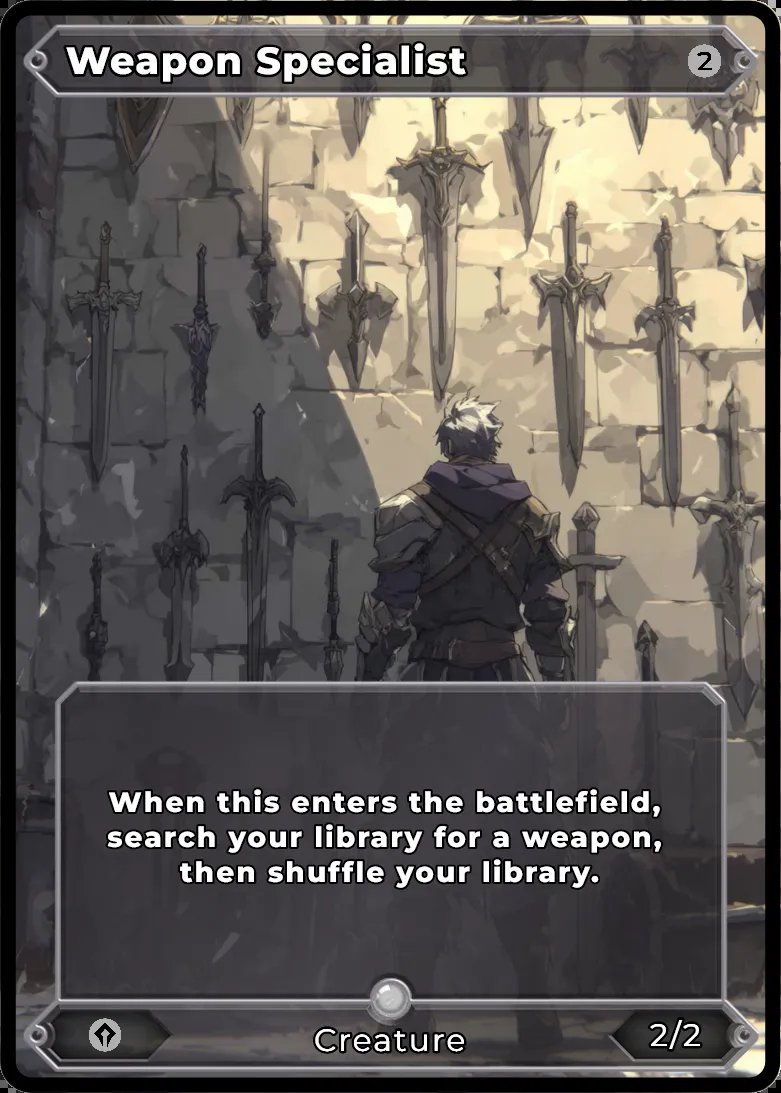 Weapon Specialist
2
When this enters the battlefield,
search your library for a weapon,
then shuffle your library.
Creature
2/2